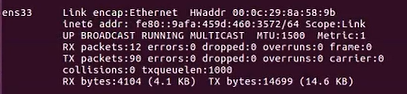 ens33 Link encap:Ethernet HWaddr 00:0c:29:8a:58:9b
inet6 addr: fe80::9afa:459d:460:3572/64 Scope:Link
UP BROADCAST RUNNING MULTICAST MTU:1500 Metric:1
RX packets:12 errors:0 dropped:0 overruns:0 frame:0
TX packets:90 errors:0 dropped:0 overruns:0 carrier:0
collisions:0 txqueuelen:1000
RX bytes:4104 (4.1 KB) TX bytes:14699 (14.6 KB)